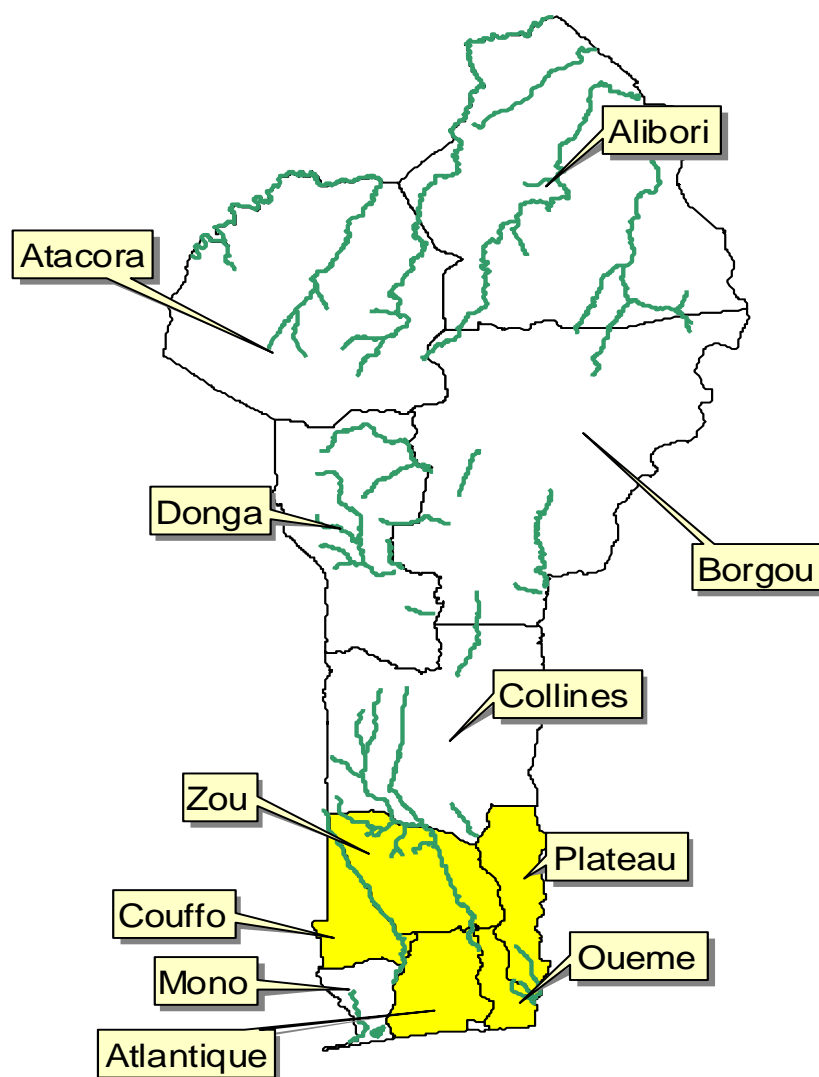 Alibori
Atacora
Donga
Borgou
Collines
Zou
Plateau
Couffo
Oueme
Mono
Atlantique